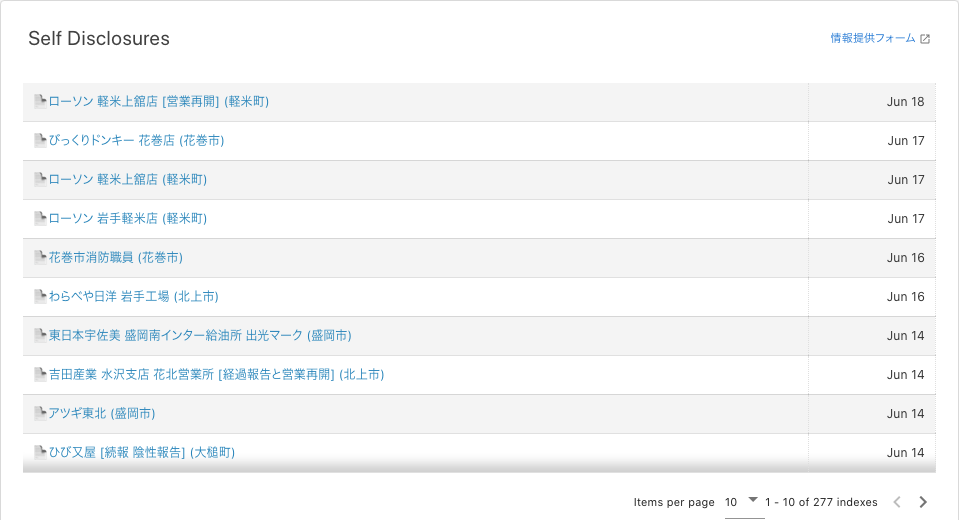 Self Disclosures
情報提供フォーム
ローソン 軽米上舘店 [営業再開] (軽米町)
Jun 18
びっくりドンキー 花巻店 (花巻市)
Jun 17
ローソン 軽米上舘店 (軽米町)
Jun 17
ローソン 岩手軽米店 (軽米町)
Jun 17
花巻市消防職員 (花巻市)
Jun 16
わらべや日洋 岩手工場 (北上市)
Jun 16
東日本宇佐美 盛岡南インター給油所 出光マーク (盛岡市)
Jun 14
吉田産業 水沢支店 花北営業所 [経過報告と営業再開] (北上市)
Jun 14
アツギ東北 (盛岡市)
Jun 14
ひび又屋 [続報 陰性報告] (大槌町)
Jun 14
Items per page 10 1 - 10 of 277 indexes